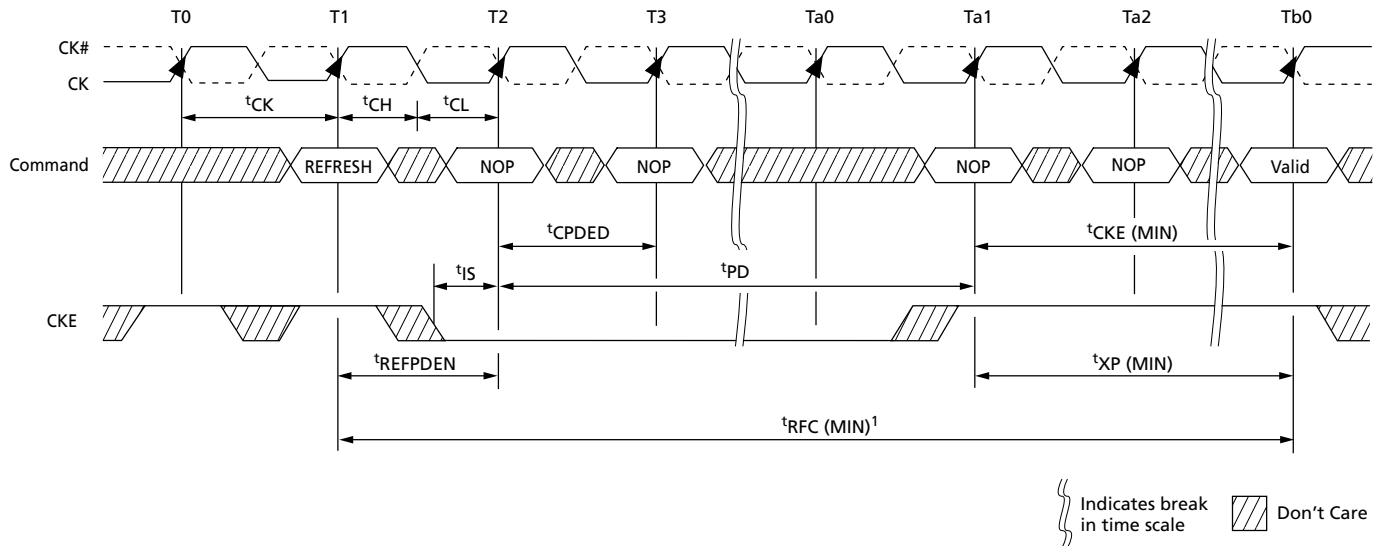 T0 T1 T2 T3 Ta0 Ta1 Ta2 Tb0
CK#
CK
tCK tCH tCL
Command REFRESH NOP NOP NOP NOP Valid
tCPDED tCKE (MIN)
tIS tPD
CKE
tREFPDEN tXP (MIN)
tRFC (MIN)1
Indicates break
in time scale
Don't Care